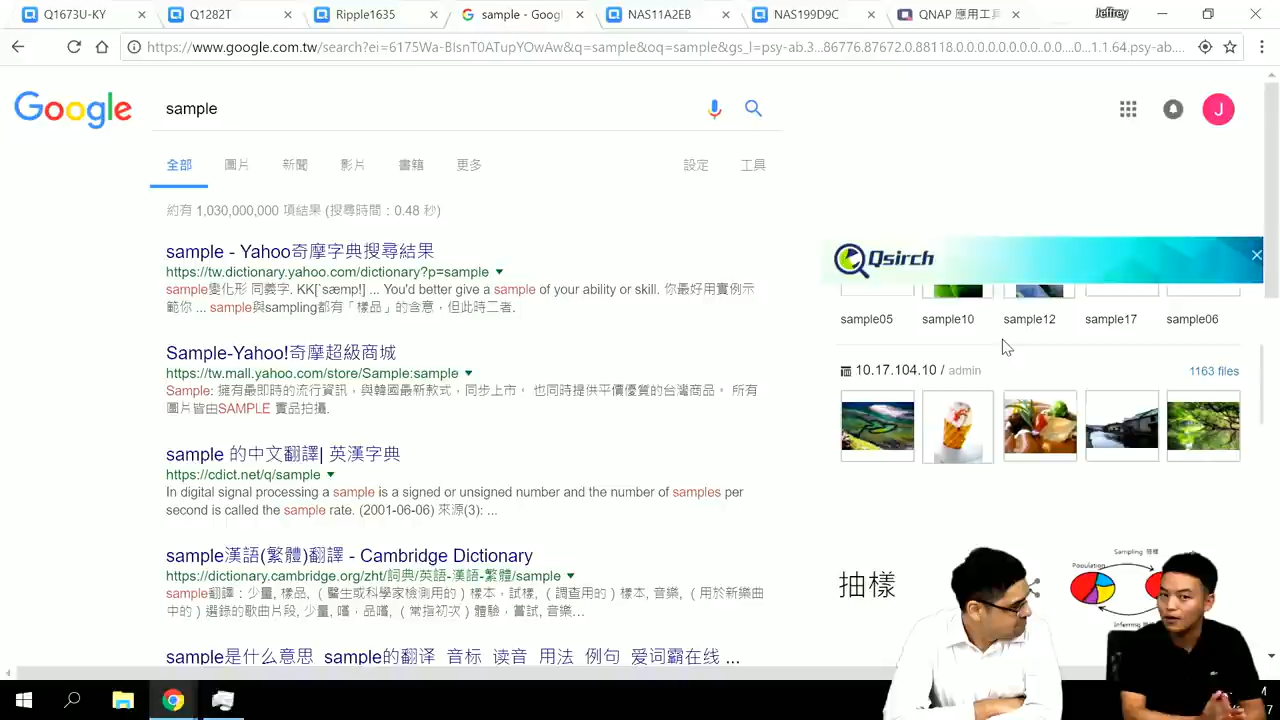 Q1673U-KY
Q1282T
Ripple1635
sample - Goog
NAS11A2EB
NAS199D9C
QNAP 應用工具
Jeffrey
https://www.google.com.tw/search?ei=6175Wa-BIsnT0ATupYOwAw&q=sample&oq=sample&gs_l=psy-ab.3...86776.87672.0.88118.0.0.0.0.0.0.0.0..0.0....0...1.1.64.psy-ab....
Google
sample
J
全部
圖片
新聞
影片
書籍
更多
設定
工具
約有 1,030,000,000 項結果 (搜尋時間：0.48 秒)
sample - Yahoo奇摩字典搜尋結果
https://tw.dictionary.yahoo.com/dictionary?p=sample
sample變化形 同義字. KK[ˋsæmp!] ... You'd better give a sample of your ability or skill. 你最好用實例示
範你 ... sample與sampling都有「樣品」的含意，但此時二者.
Sample-Yahoo!奇摩超級商城
https://tw.mall.yahoo.com/store/Sample:sample
Sample: 擁有最即時的流行資訊，與韓國最新款式，同步上市。 也同時提供平價優質的台灣商品。 所有
圖片皆由SAMPLE 實品拍攝.
sample 的中文翻譯| 英漢字典
https://cdict.net/q/sample
In digital signal processing a sample is a signed or unsigned number and the number of samples per
second is called the sample rate. (2001-06-06) 來源(3): ...
sample漢語(繁體)翻譯 - Cambridge Dictionary
https://dictionary.cambridge.org/zht/詞典/英語-漢語-繁體/sample
sample翻譯：少量, 樣品, （醫生或科學家檢測用的）樣本，試樣, （調查用的）樣本, 音樂, （用於新樂曲
中的）選錄的歌曲片段, 少量, 嚐，品嚐, （常指初次）體驗，嘗試, 音樂...
sample是什么意思_sample的翻译_音标_读音_用法_例句_爱词霸在线 ...
Qsirch
sample05
sample10
sample12
sample17
sample06
10.17.104.10 / admin
1163 files
抽樣
Sampling 抽樣
Population